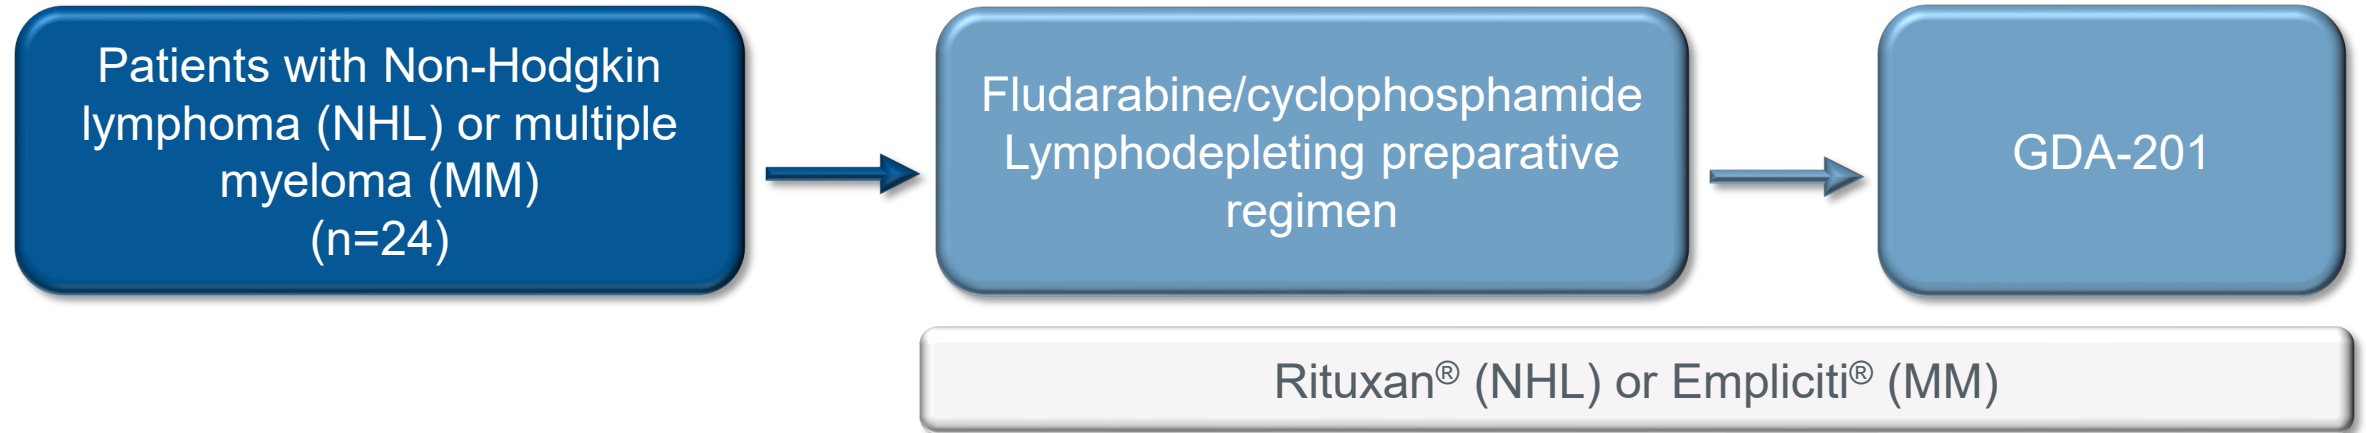 Patients with Non-Hodgkin
lymphoma (NHL) or multiple
myeloma (MM)
(n=24)
Fludarabine/cyclophosphamide
Lymphodepleting preparative
regimen
GDA-201
Rituxan® (NHL) or Empliciti® (MM)